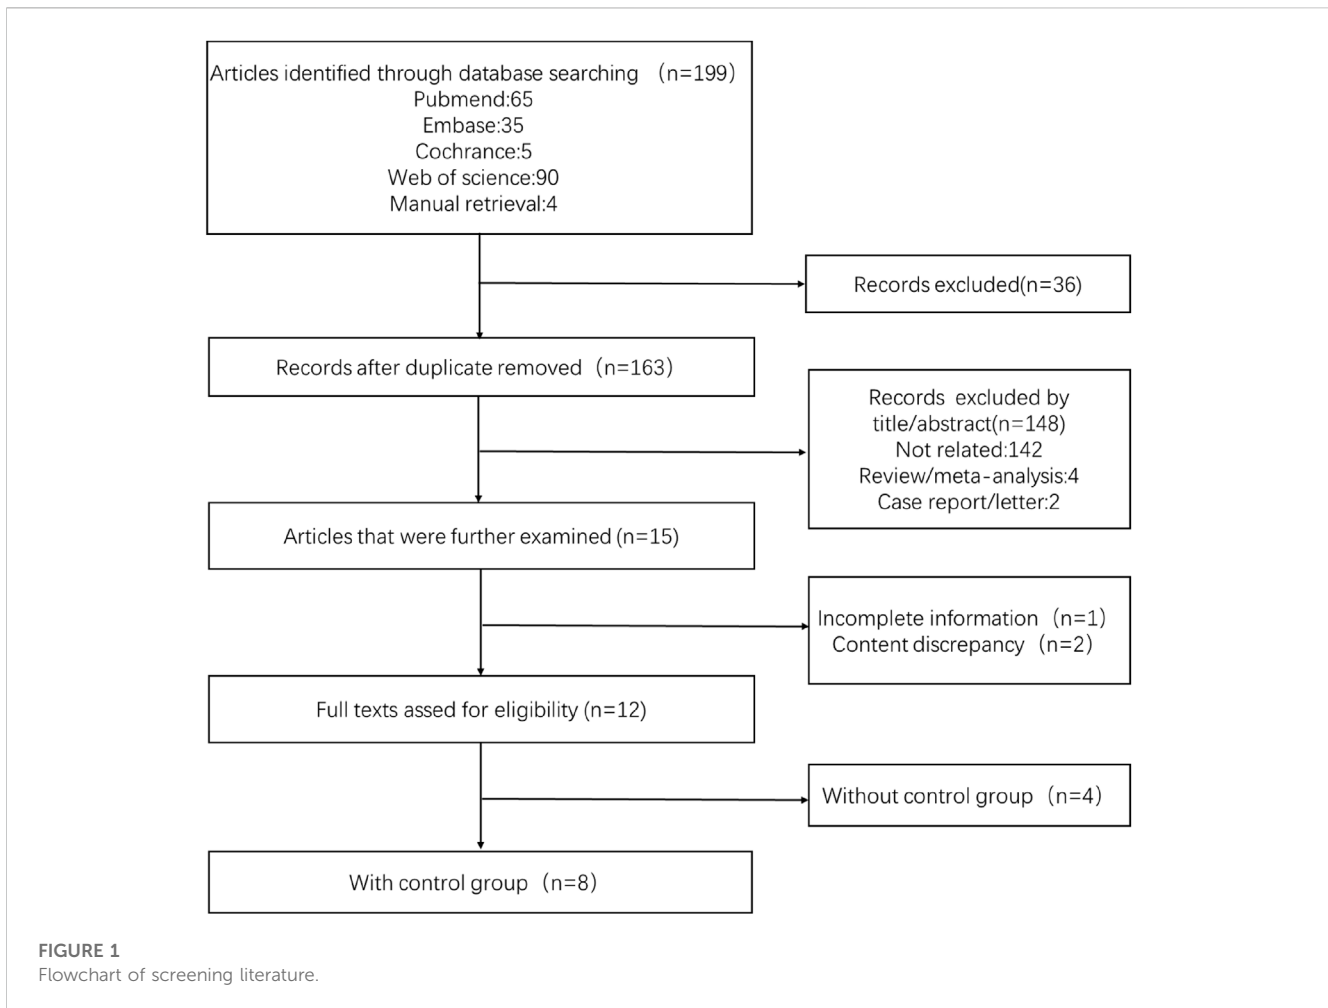 Articles identified through database searching （n=199）
Pubmend:65
Embase:35
Cochrance:5
Web of science:90
Manual retrieval:4
Records excluded(n=36)
Records after duplicate removed（n=163）
Records excluded by
title/abstract(n=148)
Not related:142
Review/meta-analysis:4
Case report/letter:2
Articles that were further examined (n=15)
Incomplete information（n=1）
Content discrepancy（n=2）
Full texts assed for eligibility (n=12)
Without control group（n=4）
With control group（n=8）
FIGURE 1
Flowchart of screening literature.